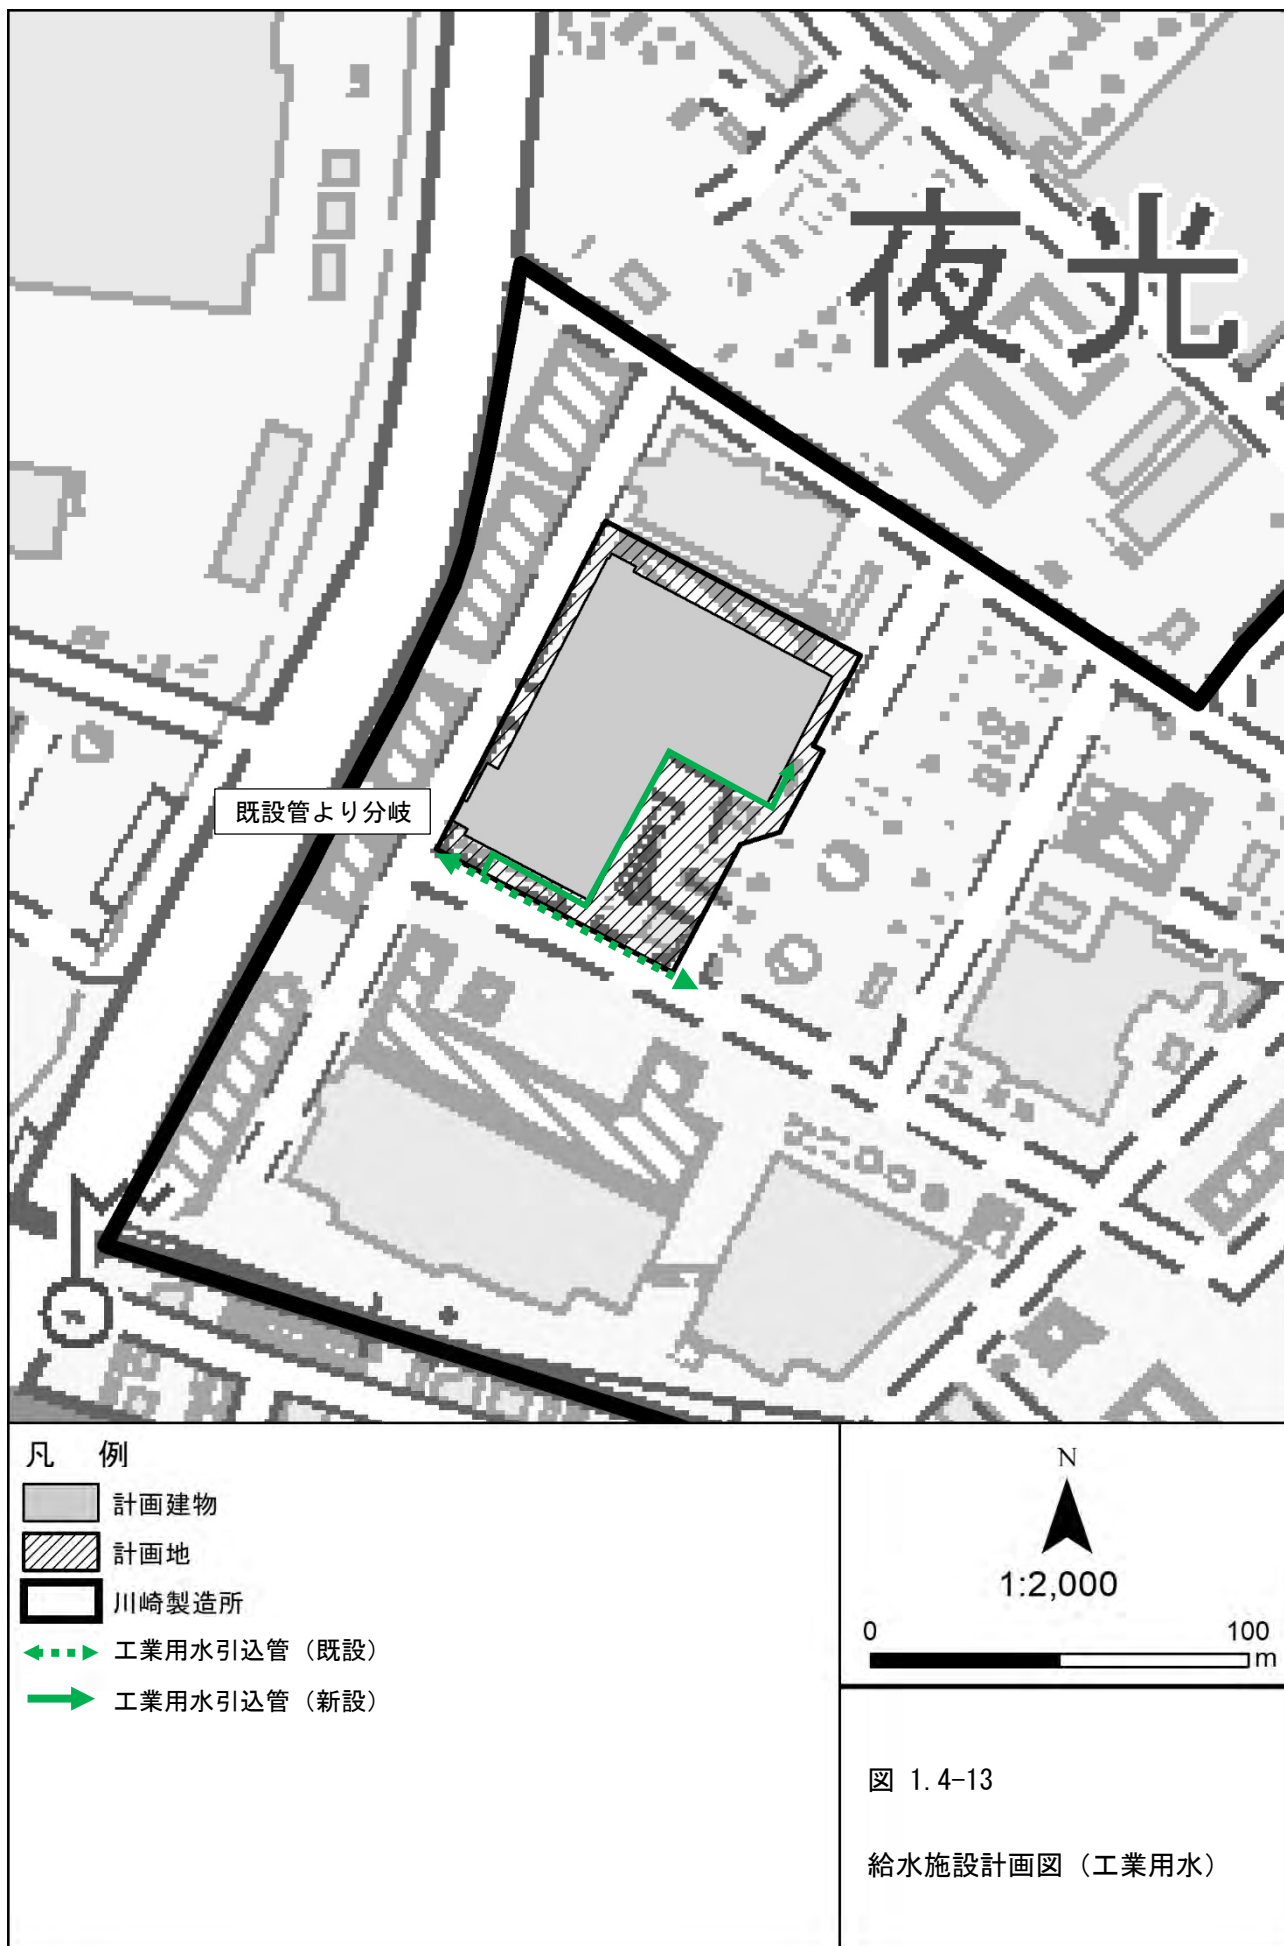 夜光
既設管より分岐
凡 例
計画建物
計画地
川崎製造所
工業用水引込管（既設）
工業用水引込管（新設）
N
1:2,000
0 100
m
図 1.4-13
給水施設計画図（工業用水）